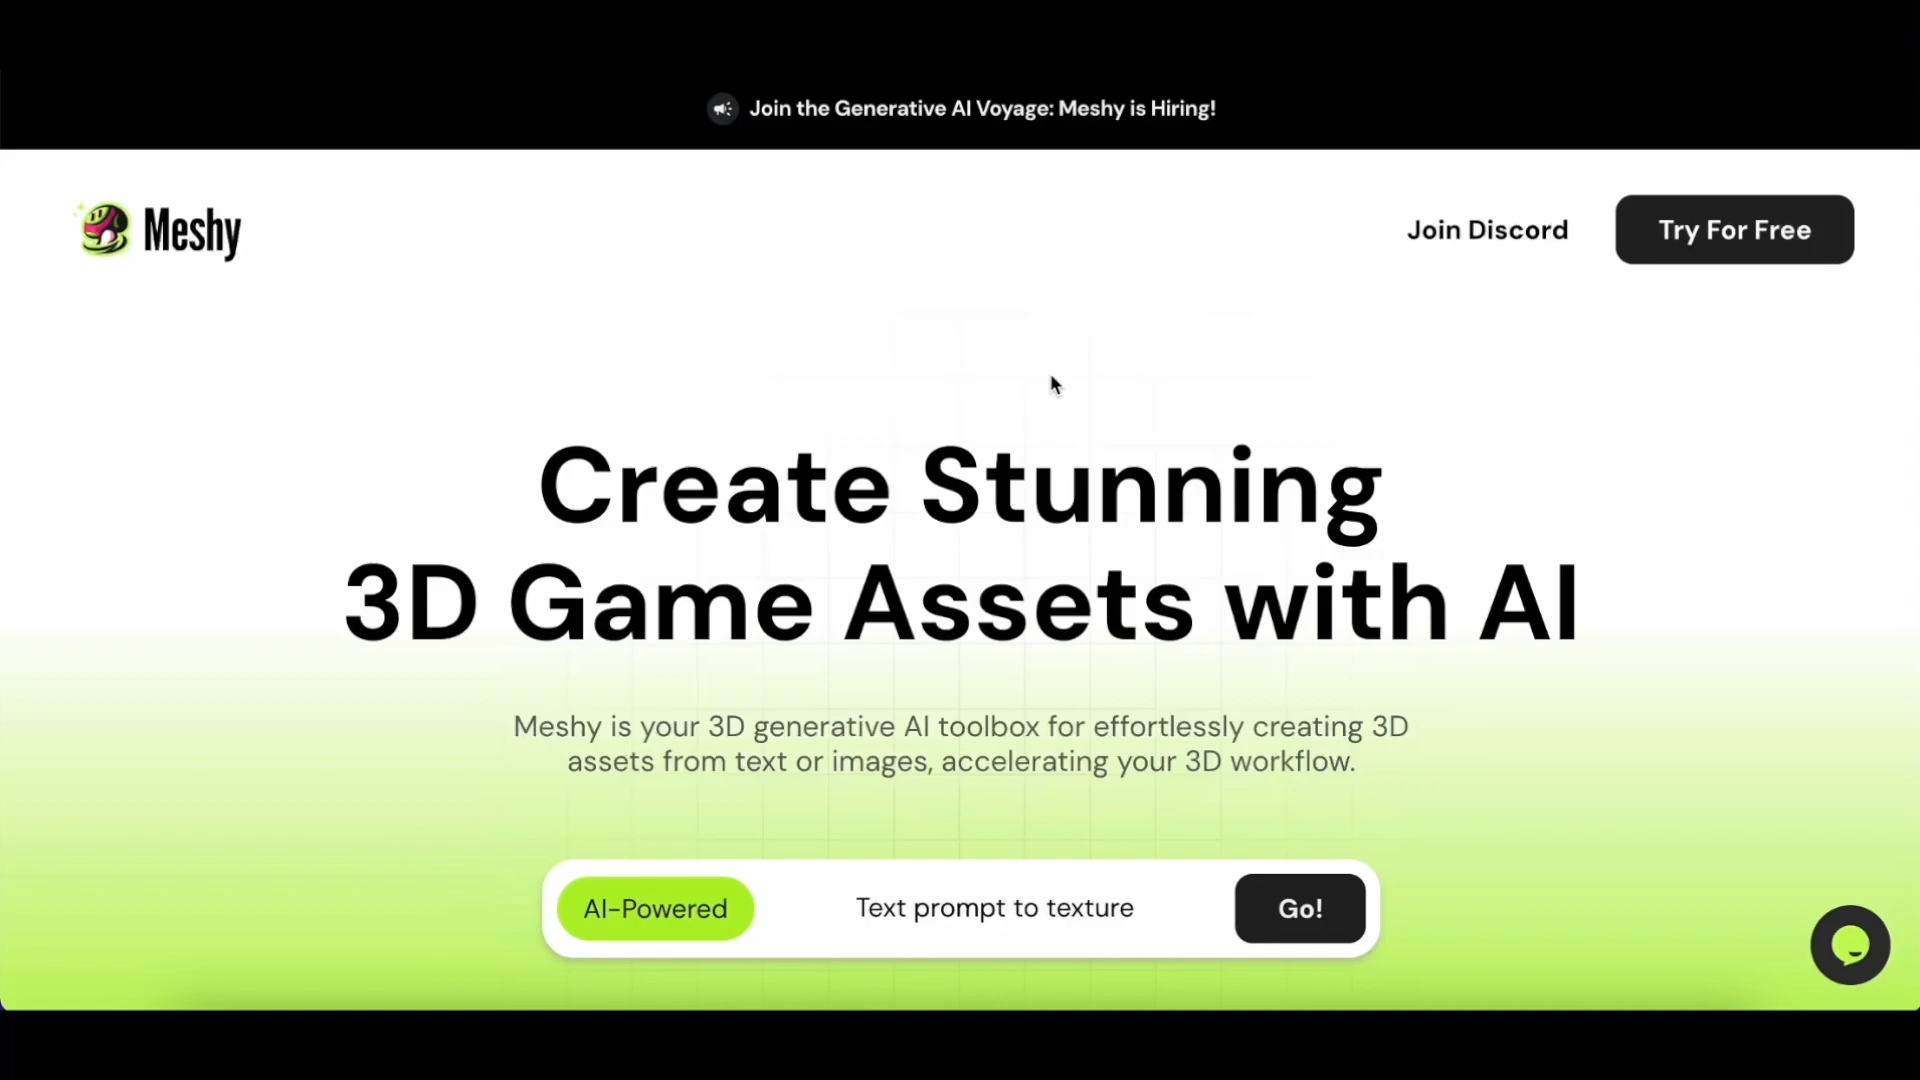 Join the Generative AI Voyage: Meshy is Hiring!
Meshy
Join Discord
Try For Free
Create Stunning
3D Game Assets with AI
Meshy is your 3D generative AI toolbox for effortlessly creating 3D
assets from text or images, accelerating your 3D workflow.
AI-Powered
Text prompt to texture
Go!